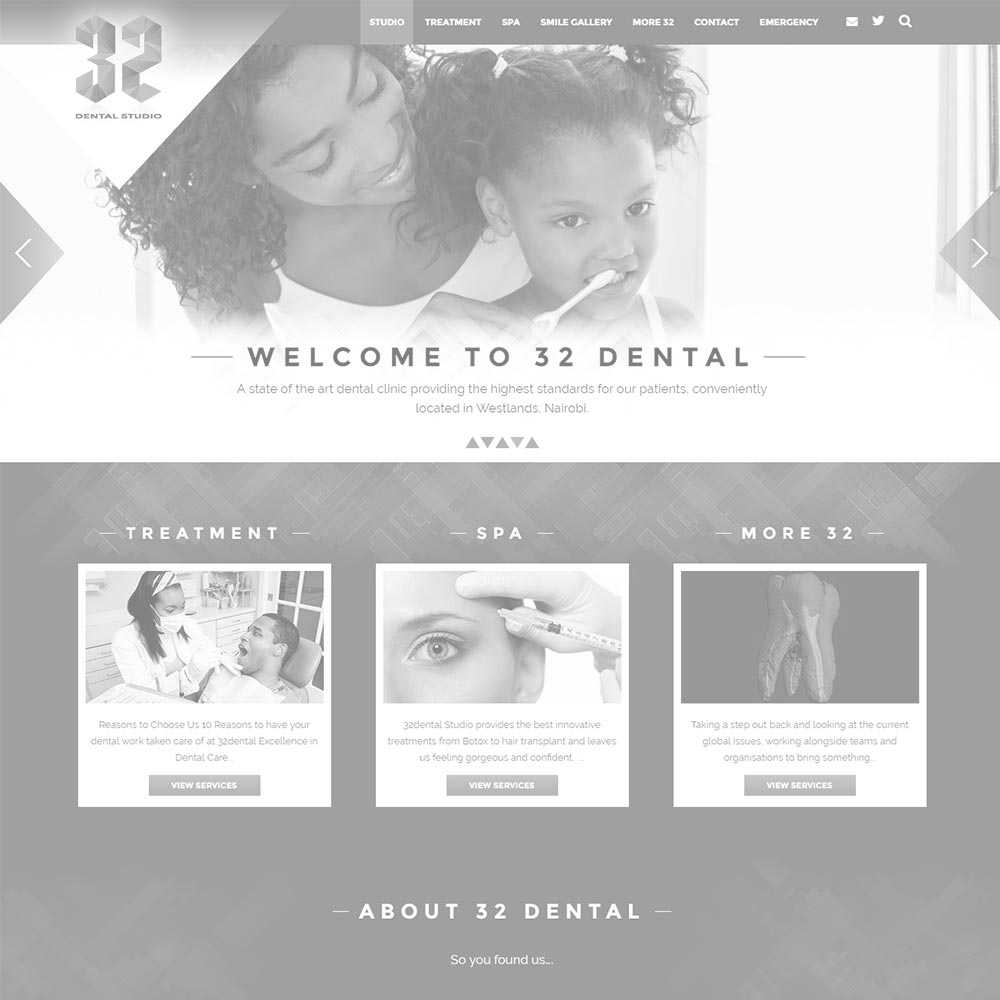 32
DENTAL STUDIO
STUDIO TREATMENT SPA SMILE GALLERY MORE 32 CONTACT EMERGENCY
WELCOME TO 32 DENTAL
A state of the art dental clinic providing the highest standards for our patients, conveniently
located in Westlands, Nairobi.
TREATMENT
Reasons to Choose Us 10 Reasons to have your
dental work taken care of at 32dental Excellence in
Dental Care...
VIEW SERVICES
SPA
32dental Studio provides the best innovative
treatments from Botox to hair transplant and leaves
us feeling gorgeous and confident. ...
VIEW SERVICES
MORE 32
Taking a step out back and looking at the current
global issues, working alongside teams and
organisations to bring something...
VIEW SERVICES
ABOUT 32 DENTAL
So you found us...